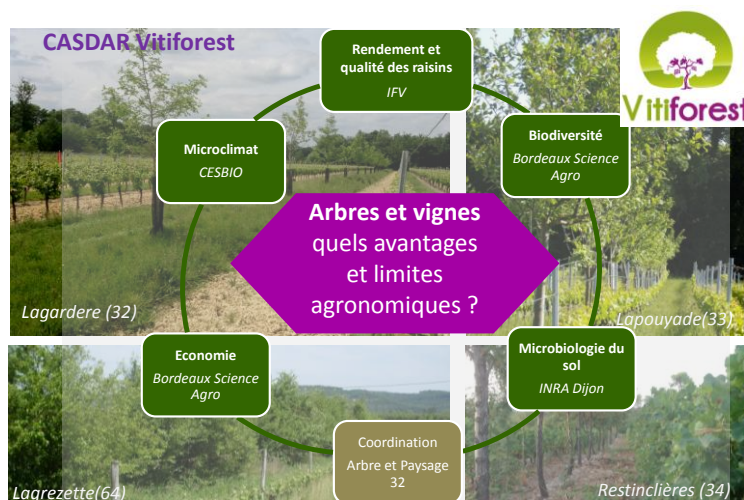 CASDAR Vitiforest
Rendement et
qualité des raisins
IFV
Vitiforest
Microclimat
CESBIO
Biodiversité
Bordeaux Science
Agro
Arbres et vignes
quels avantages
et limites
agronomiques ?
Lagardere (32)
Lapouyade(33)
Economie
Bordeaux Science
Agro
Microbiologie du
sol
INRA Dijon
Coordination
Arbre et Paysage
32
Lagrezette(64)
Restinclières (34)